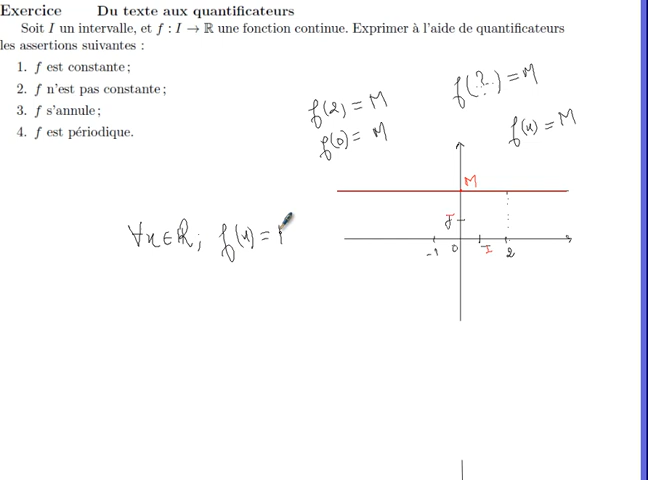 Exercice Du texte aux quantificateurs
Soit I un intervalle, et f : I → ℝ une fonction continue. Exprimer à l'aide de quantificateurs
les assertions suivantes :
1. f est constante ;
2. f n'est pas constante ;
3. f s'annule ;
4. f est périodique.
f(2) = M
f(0) = M
f(?) = M
f(x) = M
M
J
-1 0 I 2
∀x ∈ ℝ ; f(x) =